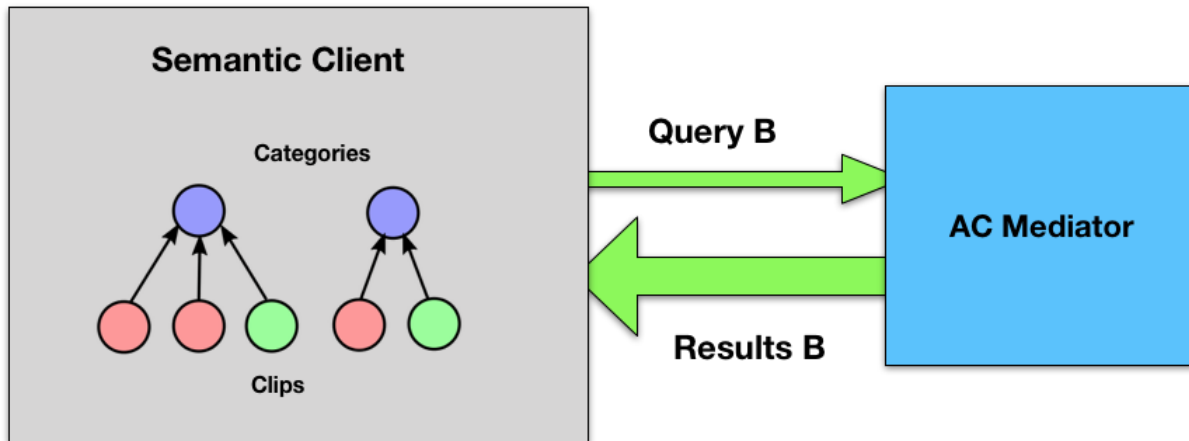 Semantic Client
Categories
Clips
Query B
Results B
AC Mediator